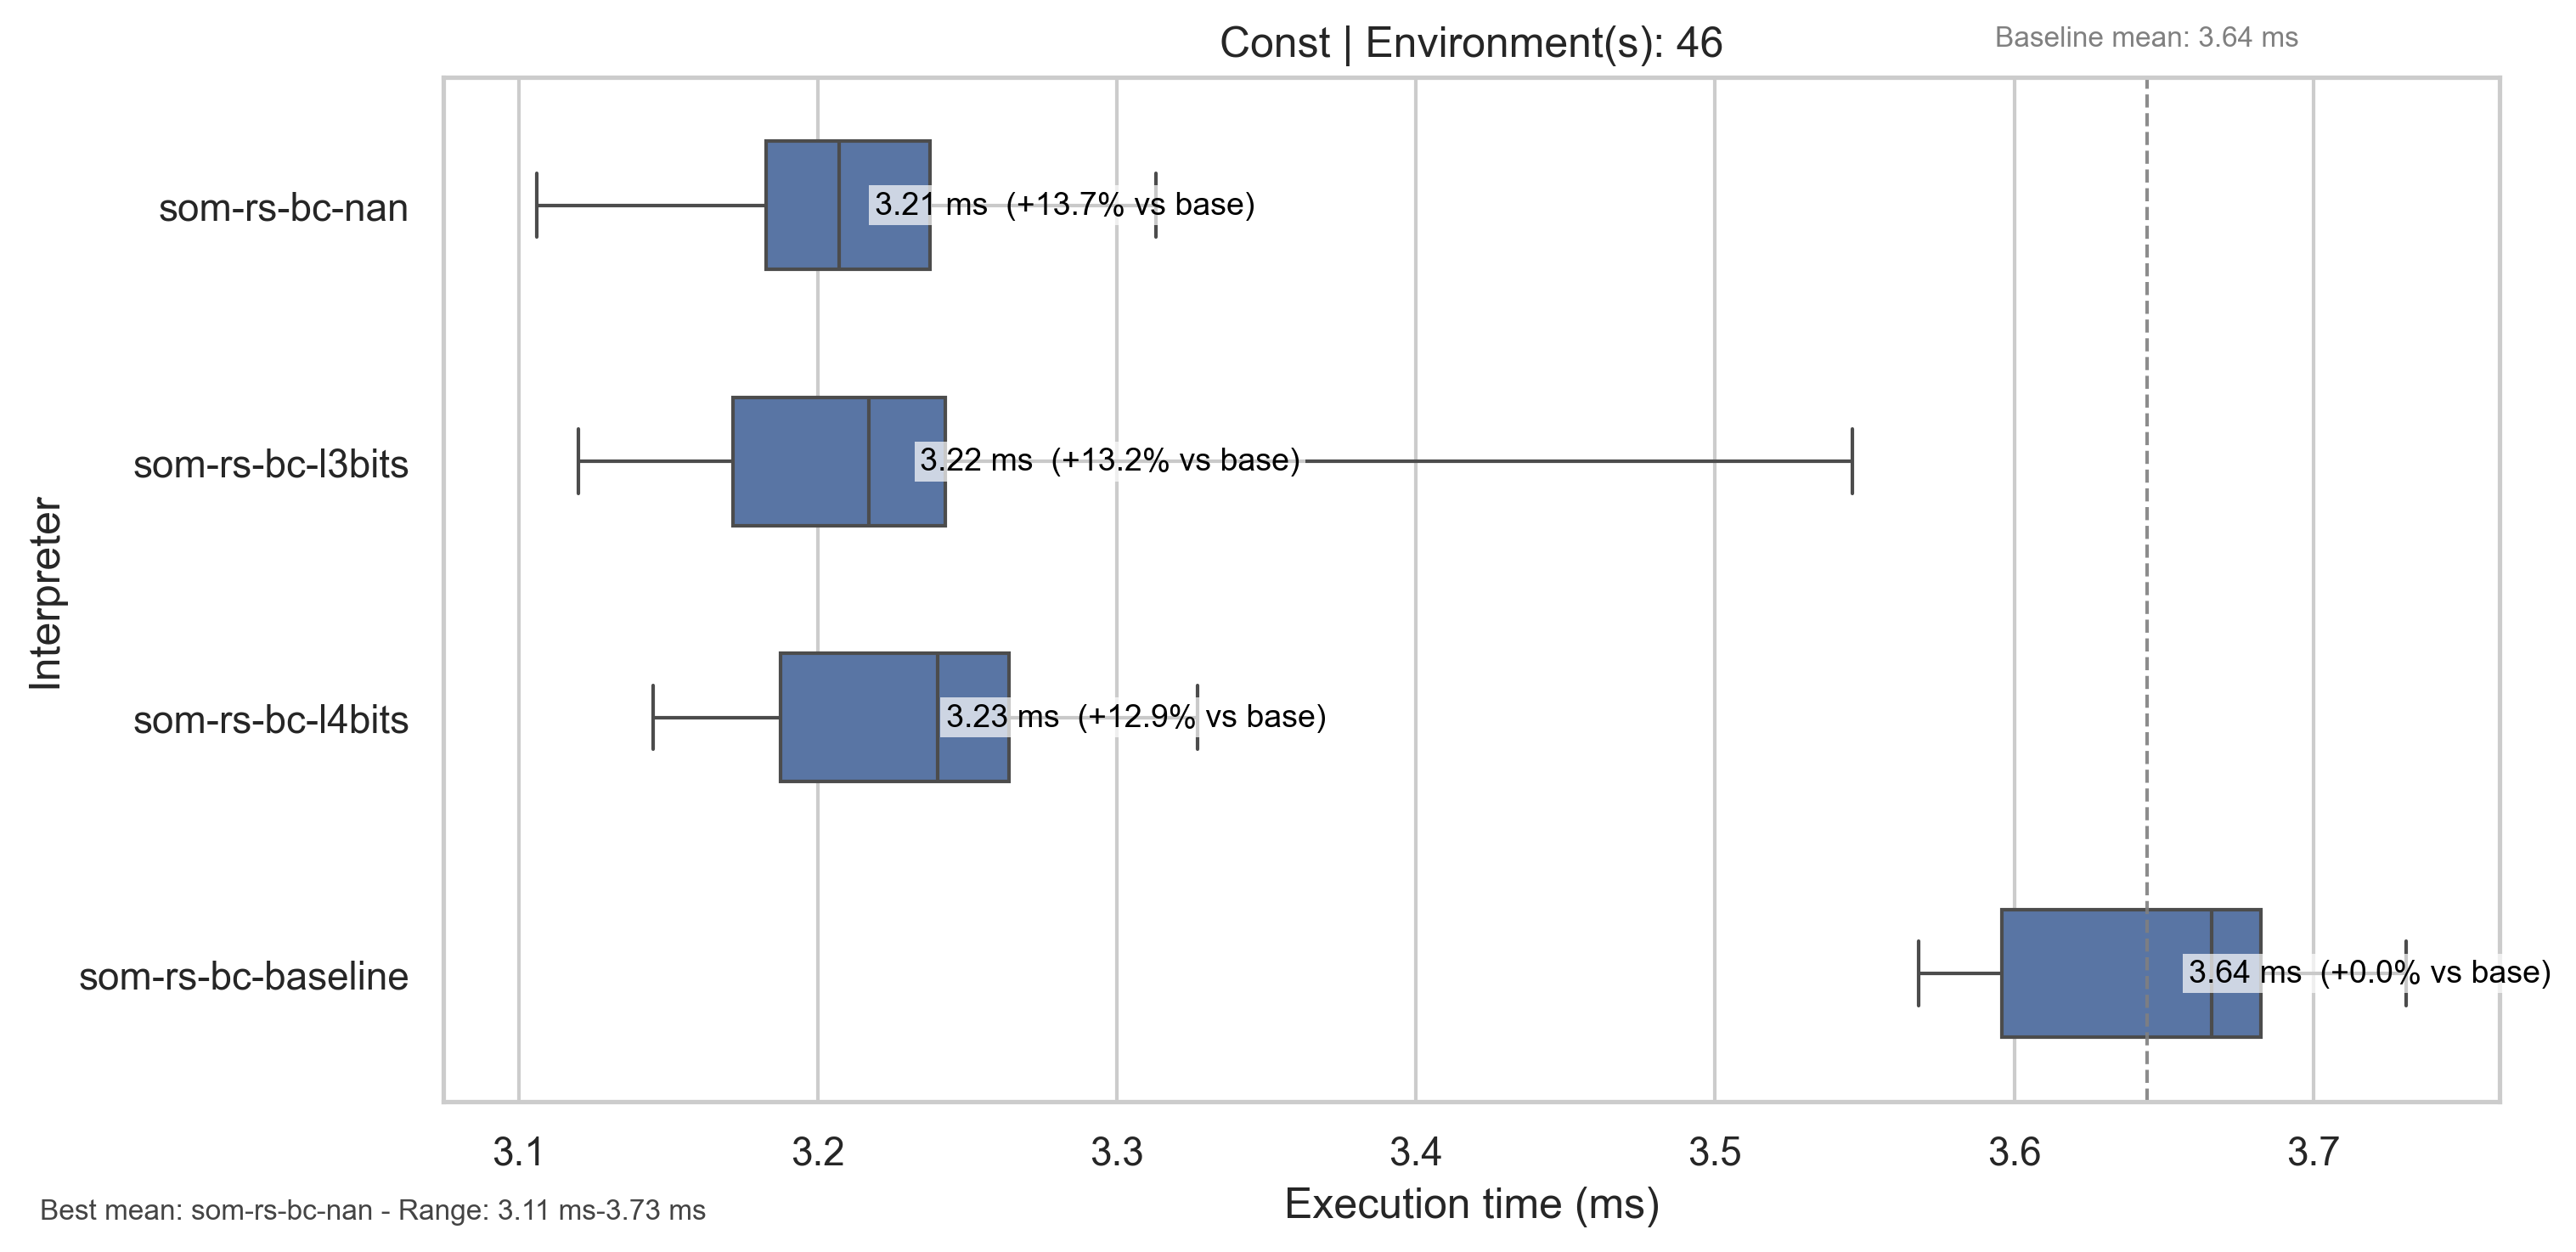 Const | Environment(s): 46
Baseline mean: 3.64 ms
Interpreter
som-rs-bc-nan
3.21 ms (+13.7% vs base)
som-rs-bc-l3bits
3.22 ms (+13.2% vs base)
som-rs-bc-l4bits
3.23 ms (+12.9% vs base)
som-rs-bc-baseline
3.64 ms (+0.0% vs base)
3.1 3.2 3.3 3.4 3.5 3.6 3.7
Execution time (ms)
Best mean: som-rs-bc-nan - Range: 3.11 ms-3.73 ms